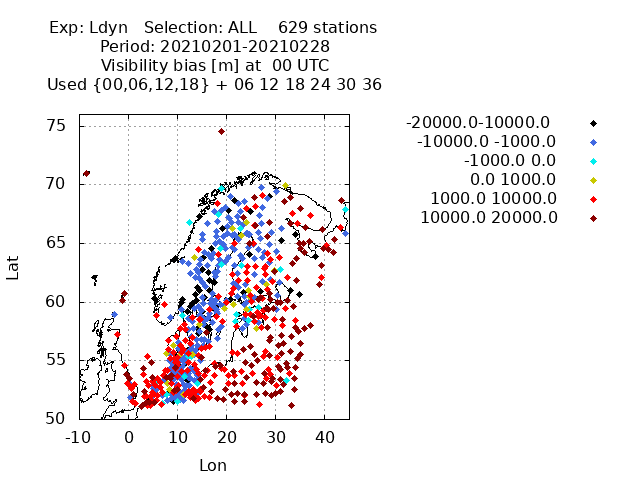 Exp: Ldyn Selection: ALL 629 stations
Period: 20210201-20210228
Visibility bias [m] at 00 UTC
Used {00,06,12,18} + 06 12 18 24 30 36
-20000.0-10000.0
-10000.0 -1000.0
-1000.0 0.0
0.0 1000.0
1000.0 10000.0
10000.0 20000.0
75
70
65
60
55
50
Lat
-10 0 10 20 30 40
Lon